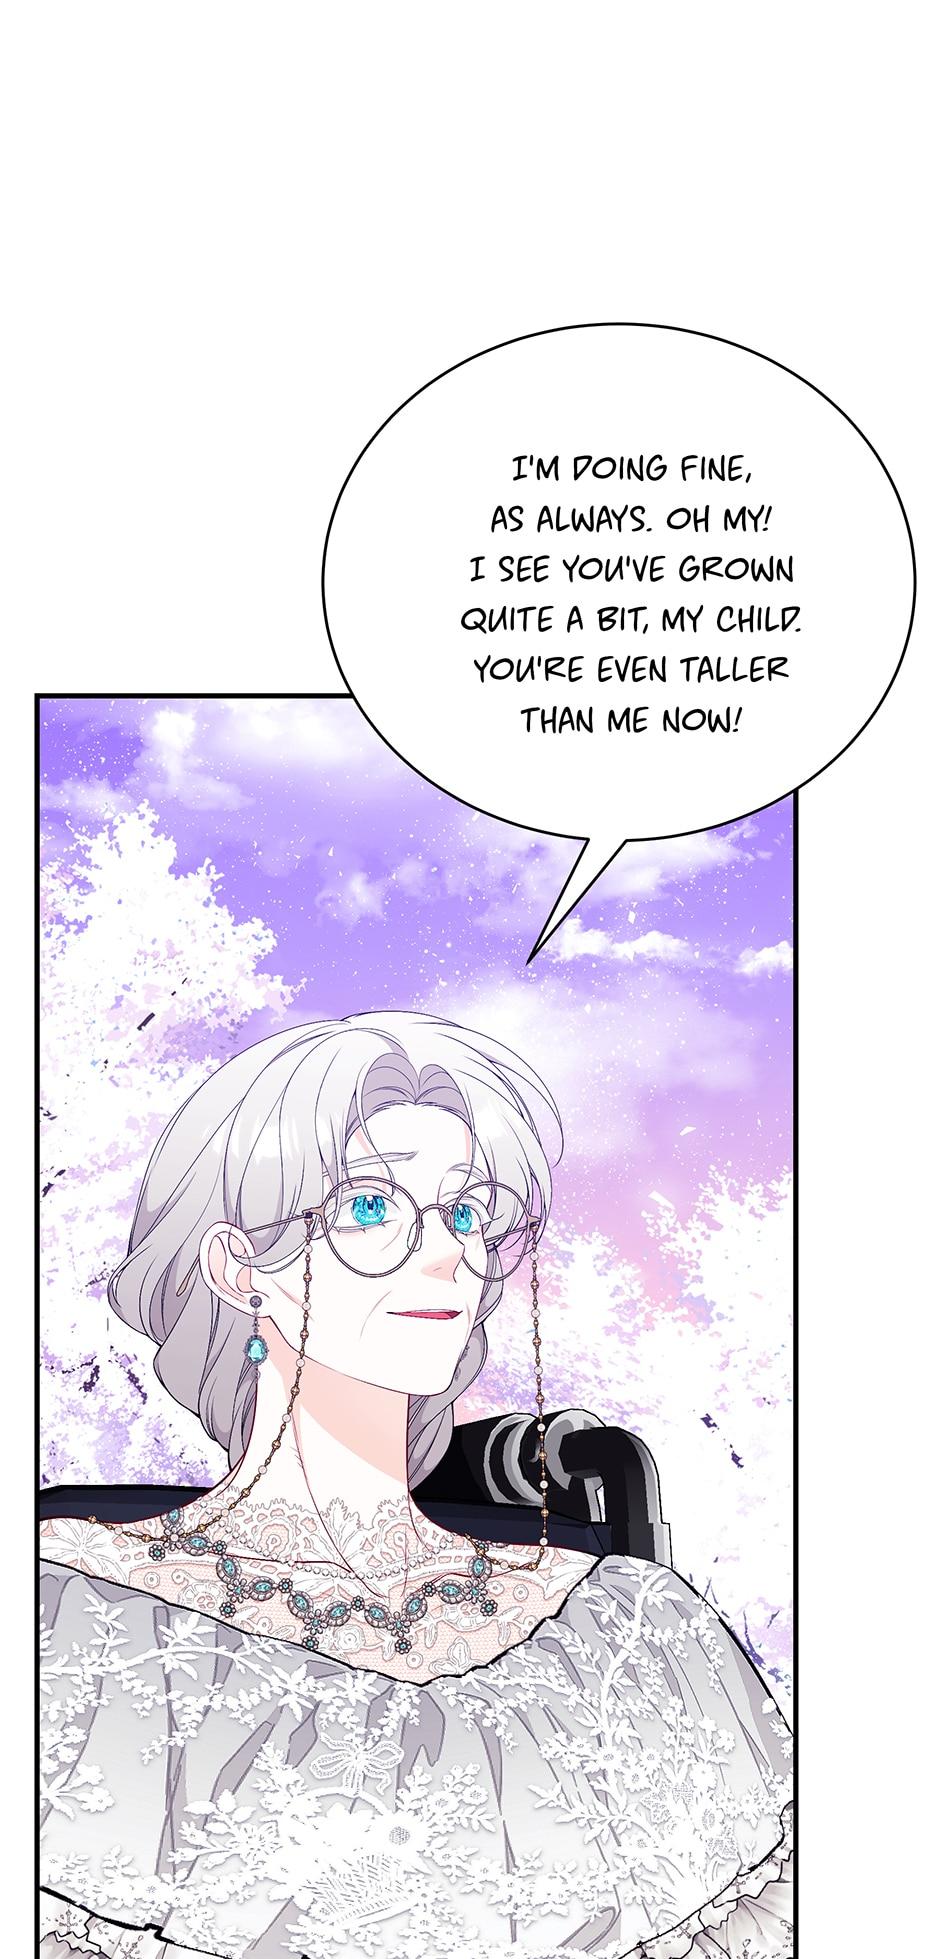 I'M DOING FINE,
AS ALWAYS. OH MY!
I SEE YOU'VE GROWN
QUITE A BIT, MY CHILD.
YOU'RE EVEN TALLER
THAN ME NOW!